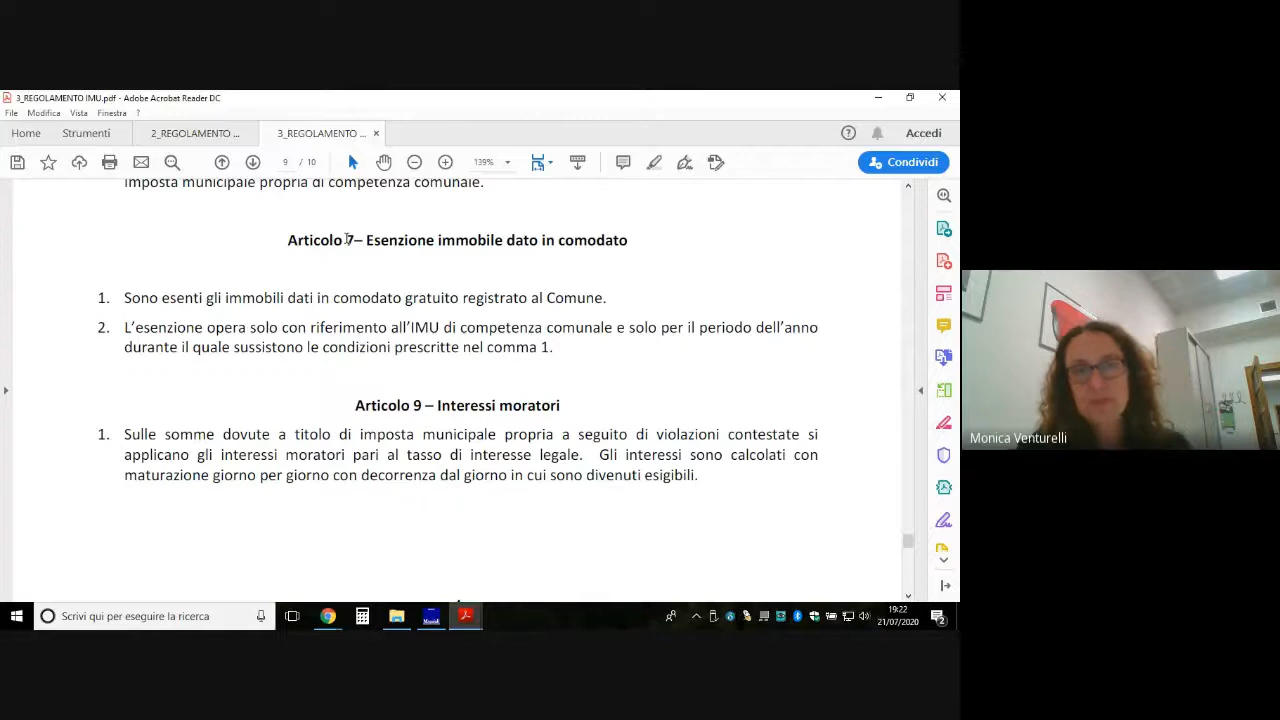 3_REGOLAMENTO IMU.pdf - Adobe Acrobat Reader DC
File Modifica Vista Finestra ?
Home Strumenti 2_REGOLAMENTO ... 3_REGOLAMENTO ... × Accedi
9 / 10 139% Condividi
imposta municipale propria di competenza comunale.
Articolo 7– Esenzione immobile dato in comodato
1. Sono esenti gli immobili dati in comodato gratuito registrato al Comune.
2. L’esenzione opera solo con riferimento all’IMU di competenza comunale e solo per il periodo dell’anno
durante il quale sussistono le condizioni prescritte nel comma 1.
Articolo 9 – Interessi moratori
1. Sulle somme dovute a titolo di imposta municipale propria a seguito di violazioni contestate si
applicano gli interessi moratori pari al tasso di interesse legale. Gli interessi sono calcolati con
maturazione giorno per giorno con decorrenza dal giorno in cui sono divenuti esigibili.
Monica Venturelli
Scrivi qui per eseguire la ricerca
19:22
21/07/2020
2